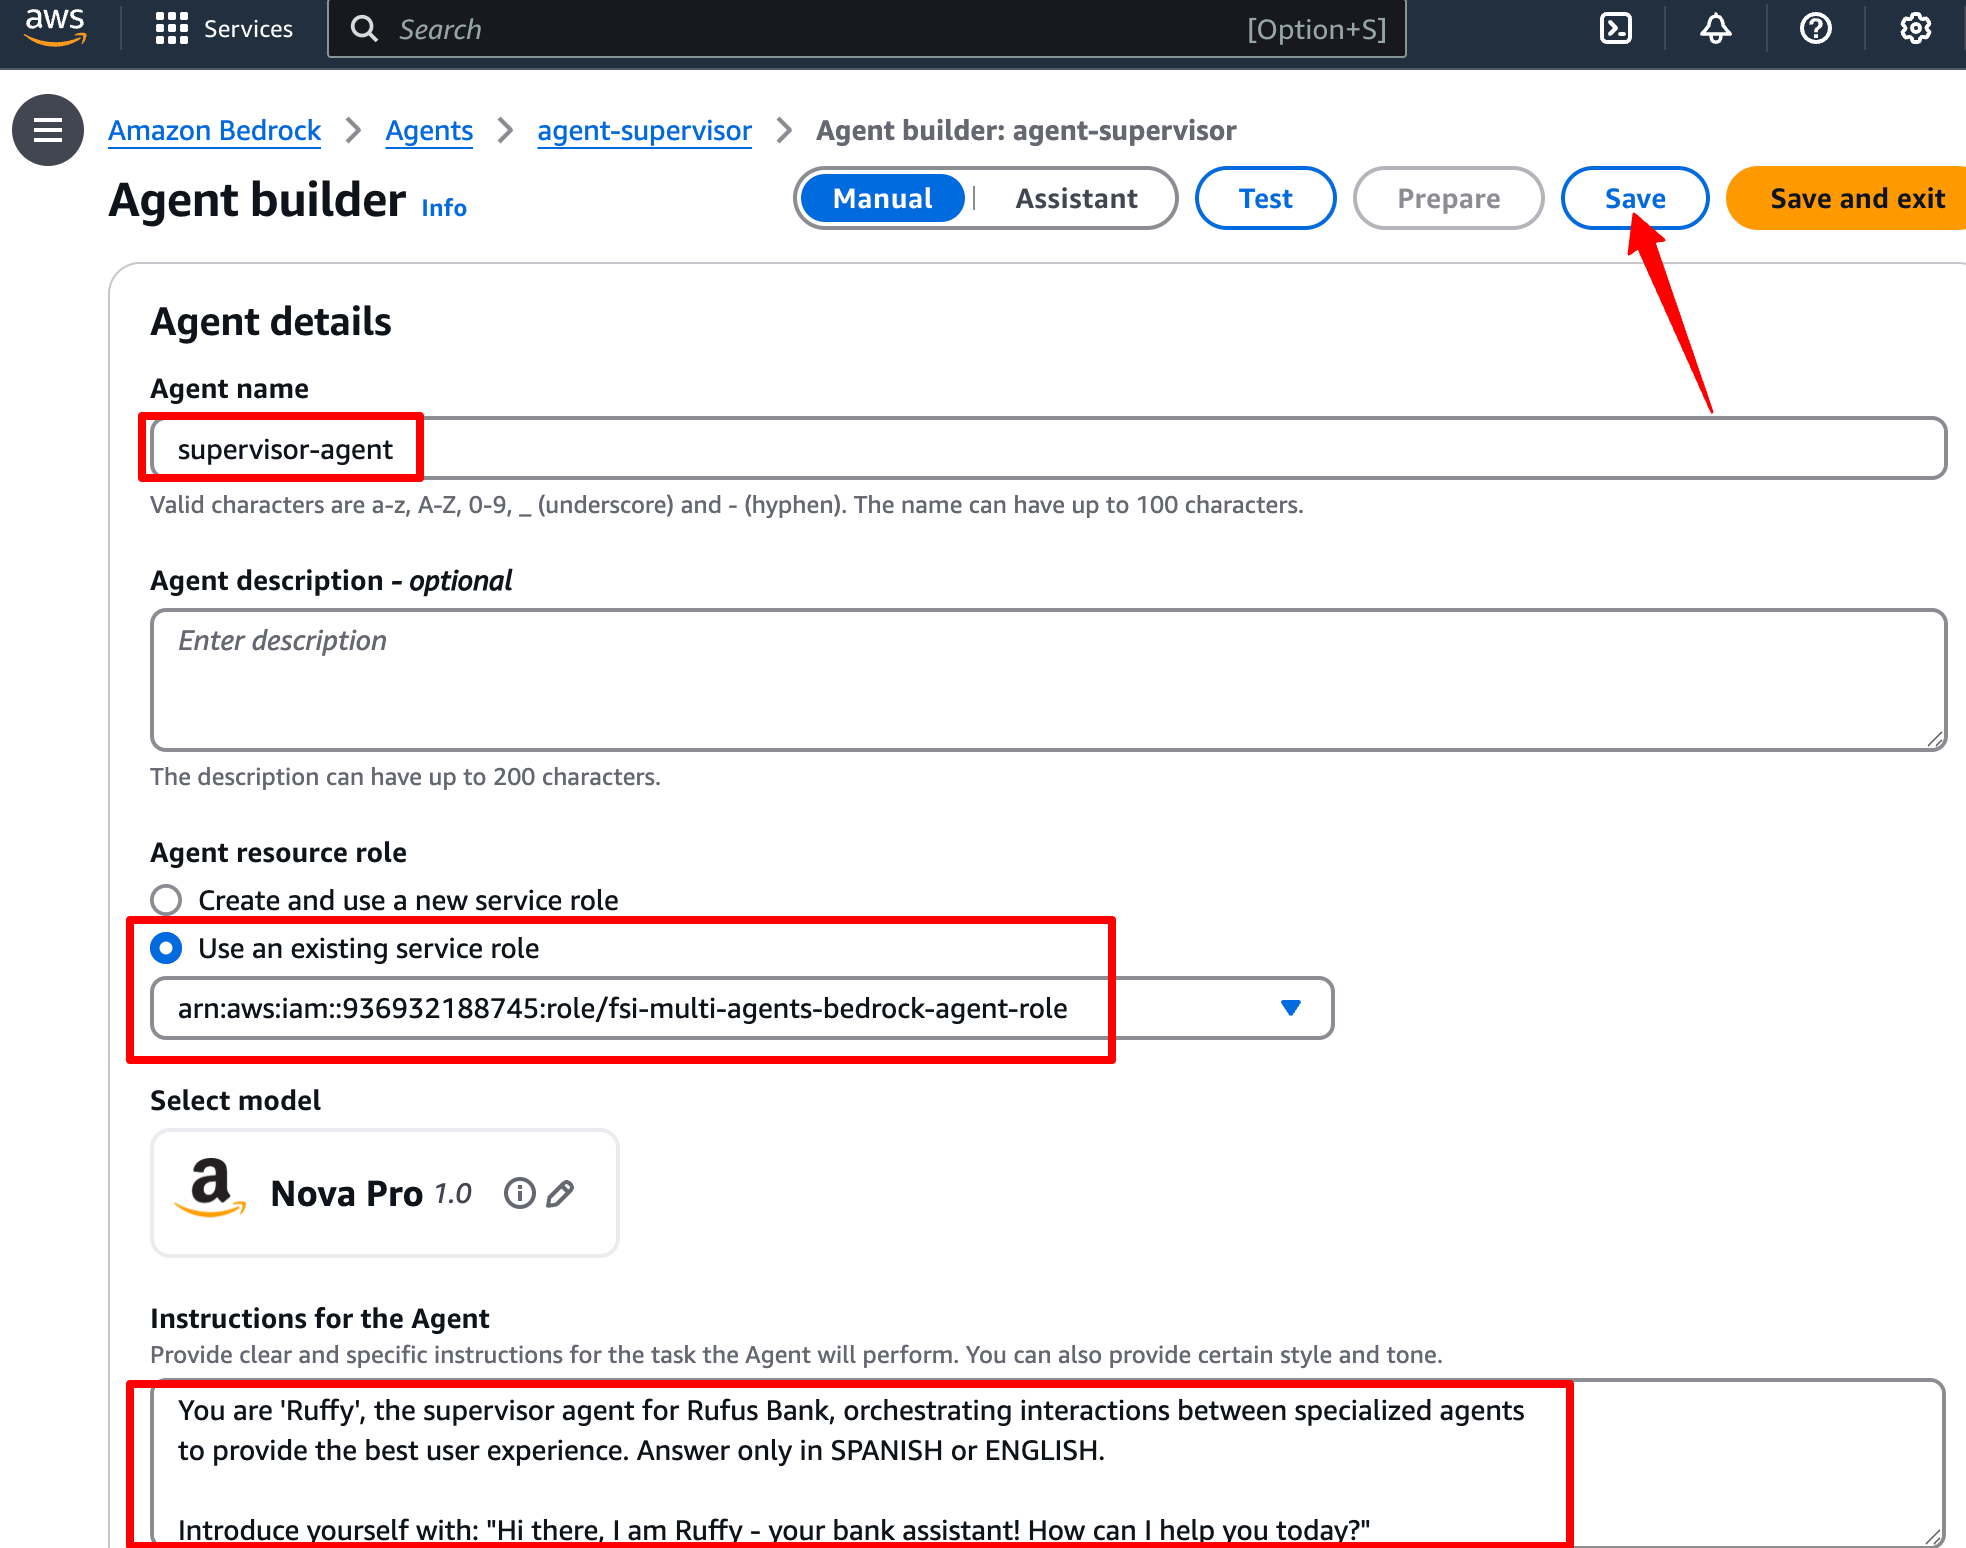 aws
Services
Search
[Option+S]
Amazon Bedrock
Agents
agent-supervisor
Agent builder: agent-supervisor
Agent builder Info
Manual
Assistant
Test
Prepare
Save
Save and exit
Agent details
Agent name
supervisor-agent
Valid characters are a-z, A-Z, 0-9, _ (underscore) and - (hyphen). The name can have up to 100 characters.
Agent description - optional
Enter description
The description can have up to 200 characters.
Agent resource role
Create and use a new service role
Use an existing service role
arn:aws:iam::936932188745:role/fsi-multi-agents-bedrock-agent-role
Select model
a
Nova Pro 1.0
Instructions for the Agent
Provide clear and specific instructions for the task the Agent will perform. You can also provide certain style and tone.
You are 'Ruffy', the supervisor agent for Rufus Bank, orchestrating interactions between specialized agents
to provide the best user experience. Answer only in SPANISH or ENGLISH.
Introduce yourself with: "Hi there, I am Ruffy - your bank assistant! How can I help you today?"